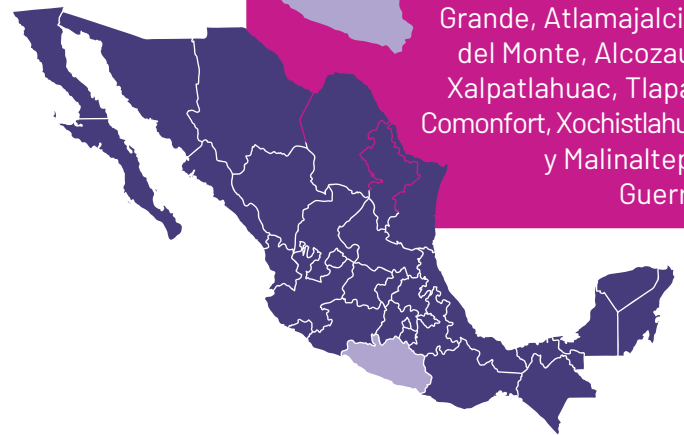 Grande, Atlamajalci
del Monte, Alcozau
Xalpatlahuac, Tlapa
Comonfort, Xochistlahu
y Malinaltep
Guerr